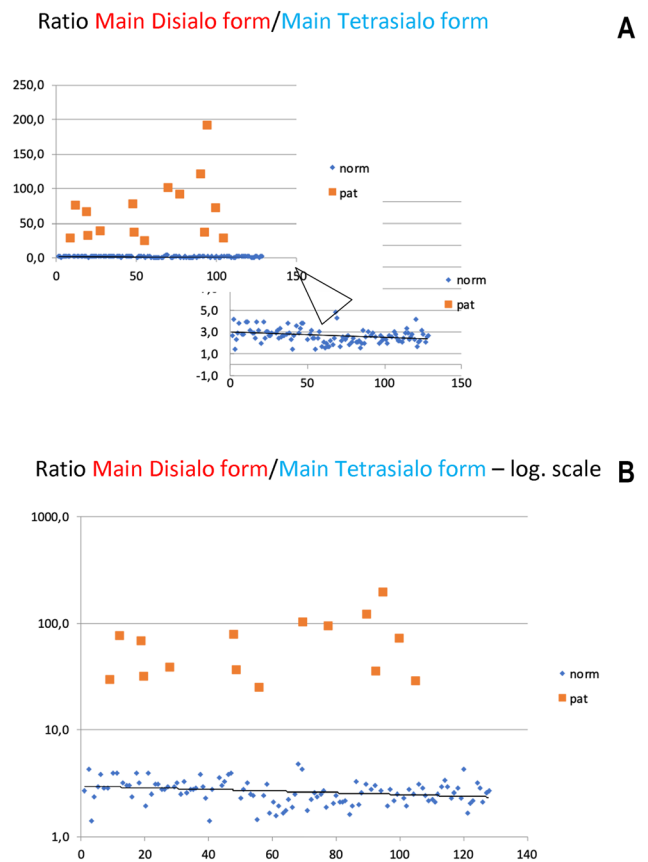 Ratio Main Disialo form/Main Tetrasialo form
A
250,0
200,0
150,0
100,0
50,0
0,0
0 50 100 150
norm
pat
norm
pat
5,0
3,0
1,0
-1,0
0 50 100 150
Ratio Main Disialo form/Main Tetrasialo form – log. scale
B
1000,0
100,0
10,0
1,0
0 20 40 60 80 100 120 140
norm
pat